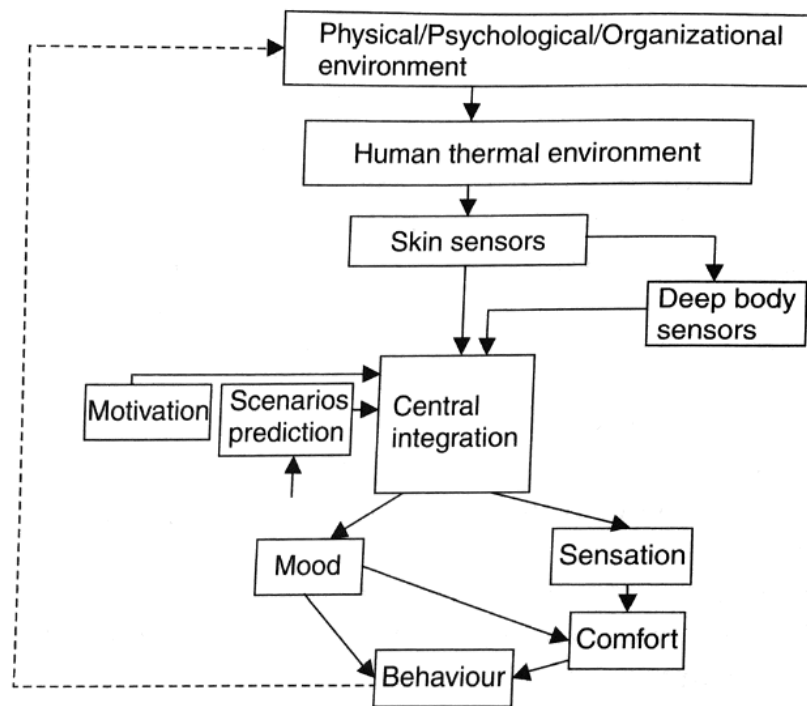 Physical/Psychological/Organizational
environment
Human thermal environment
Skin sensors
Deep body
sensors
Motivation
Scenarios
prediction
Central
integration
Mood
Sensation
Comfort
Behaviour